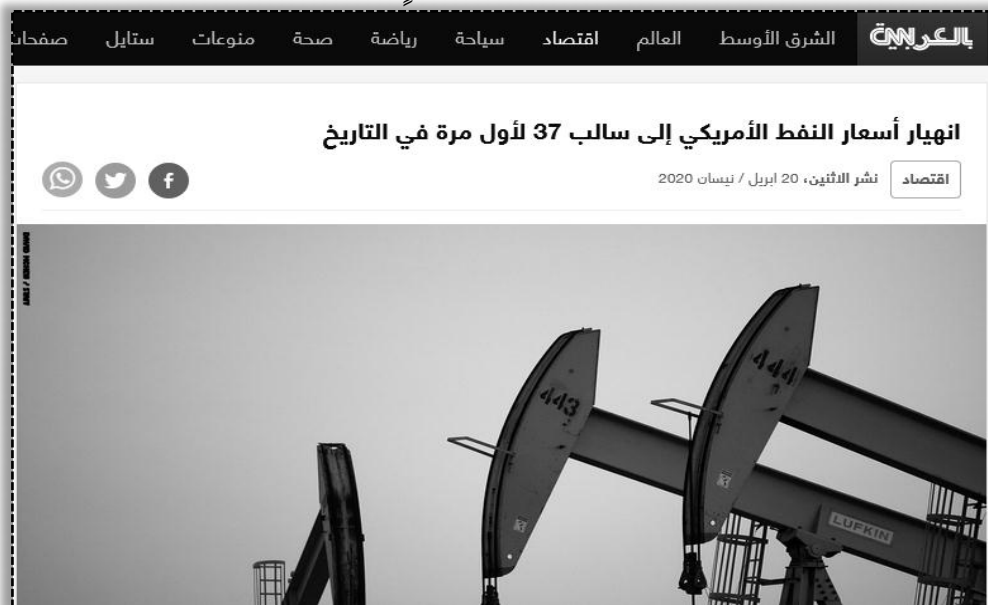 CNN بالعربية الشرق الأوسط العالم اقتصاد سياحة رياضة صحة منوعات ستايل صفحات
انهيار أسعار النفط الأمريكي إلى سالب 37 لأول مرة في التاريخ
اقتصاد نشر الاثنين، 20 ابريل / نيسان 2020
443
444
LUFKIN